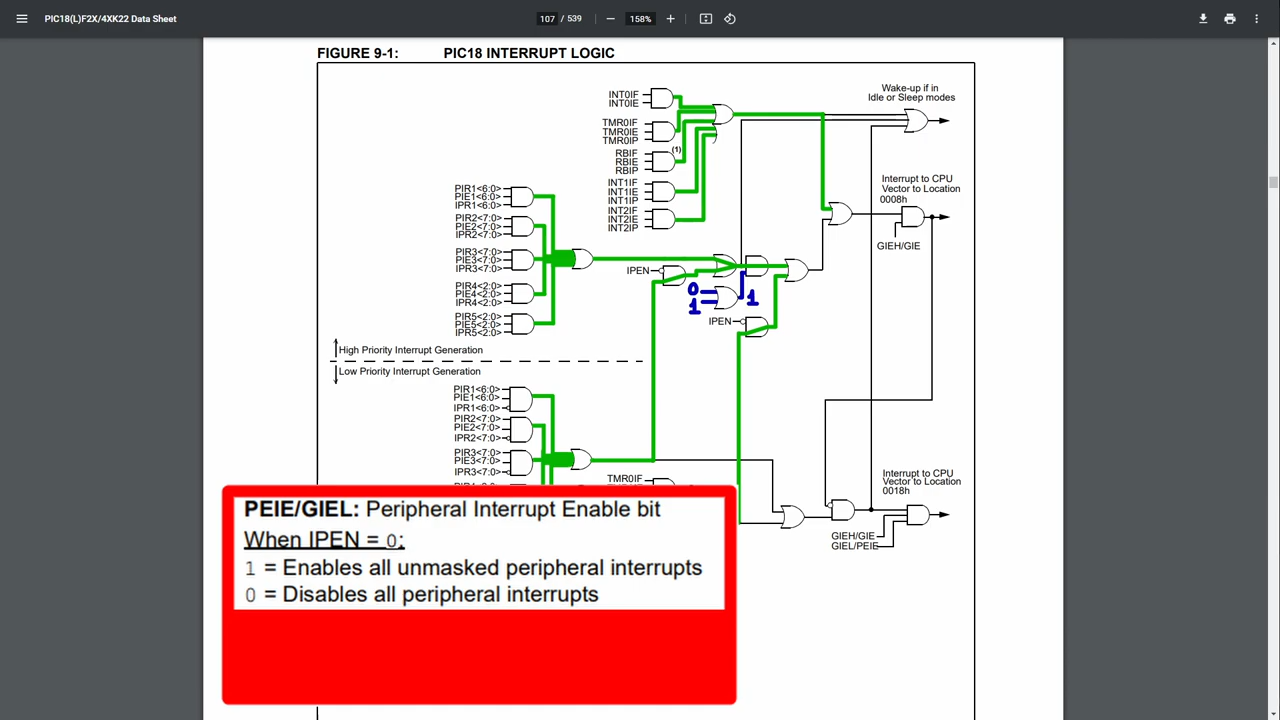 PIC18(L)F2X/4XK22 Data Sheet
107 / 539
158%
FIGURE 9-1: PIC18 INTERRUPT LOGIC
Wake-up if in
Idle or Sleep modes
INT0IF
INT0IE
TMR0IF
TMR0IE
TMR0IP
(1)
RBIF
RBIE
RBIP
INT1IF
INT1IE
INT1IP
INT2IF
INT2IE
INT2IP
Interrupt to CPU
Vector to Location
0008h
GIEH/GIE
PIR1<6:0>
PIE1<6:0>
IPR1<6:0>
PIR2<7:0>
PIE2<7:0>
IPR2<7:0>
PIR3<7:0>
PIE3<7:0>
IPR3<7:0>
PIR4<2:0>
PIE4<2:0>
IPR4<2:0>
PIR5<2:0>
PIE5<2:0>
IPR5<2:0>
IPEN
0
1
1
IPEN
High Priority Interrupt Generation
Low Priority Interrupt Generation
PIR1<6:0>
PIE1<6:0>
IPR1<6:0>
PIR2<7:0>
PIE2<7:0>
IPR2<7:0>
PIR3<7:0>
PIE3<7:0>
IPR3<7:0>
TMR0IF
Interrupt to CPU
Vector to Location
0018h
GIEH/GIE
GIEL/PEIE
PEIE/GIEL: Peripheral Interrupt Enable bit
When IPEN = 0:
1 = Enables all unmasked peripheral interrupts
0 = Disables all peripheral interrupts